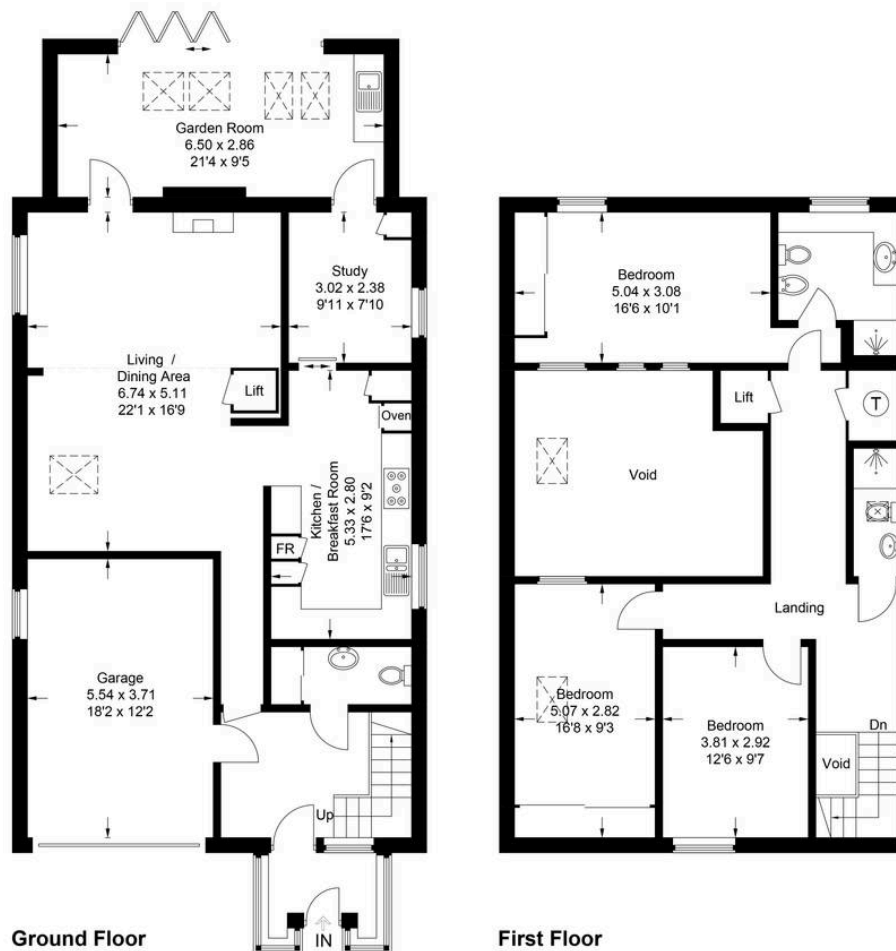 Garden Room
6.50 x 2.86
21'4 x 9'5
Study
3.02 x 2.38
9'11 x 7'10
Living /
Dining Area
6.74 x 5.11
22'1 x 16'9
Lift
Oven
Kitchen /
Breakfast Room
5.33 x 2.80
17'6 x 9'2
FR
Garage
5.54 x 3.71
18'2 x 12'2
Up
IN
Ground Floor
Bedroom
5.04 x 3.08
16'6 x 10'1
Lift
T
Void
Landing
Bedroom
5.07 x 2.82
16'8 x 9'3
Bedroom
3.81 x 2.92
12'6 x 9'7
Dn
Void
First Floor